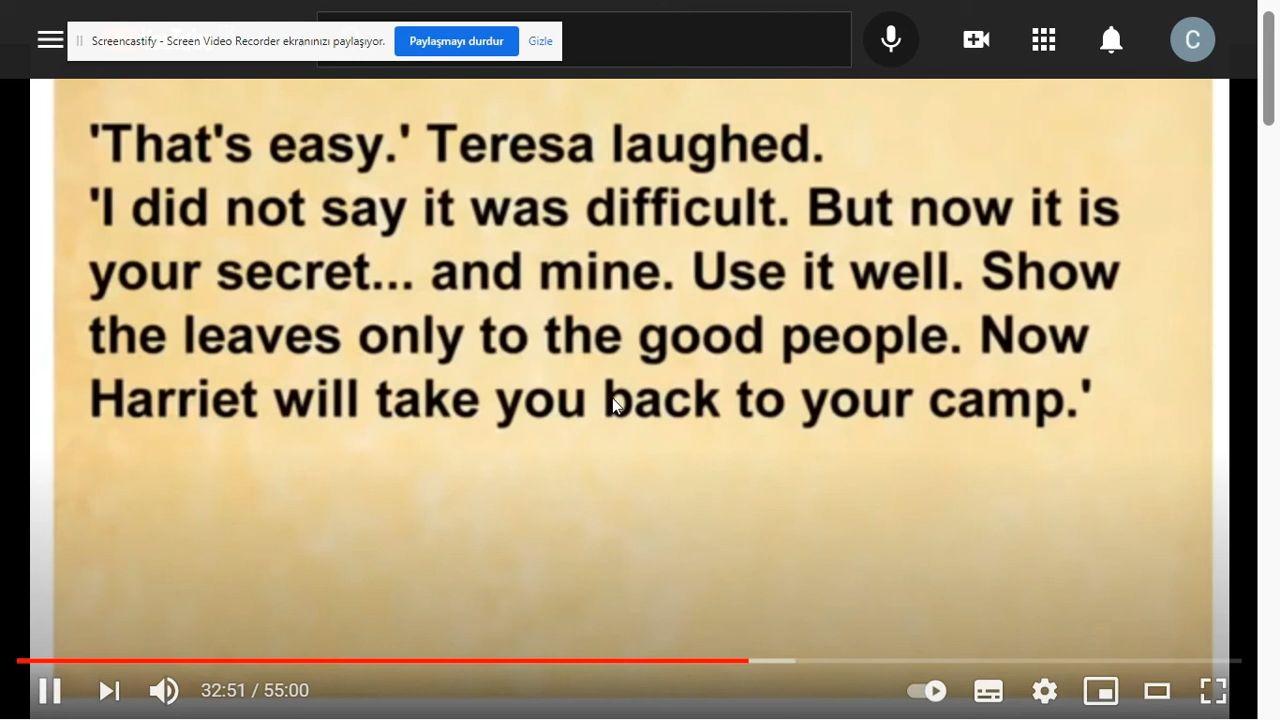 Screencastify - Screen Video Recorder ekranınızı paylaşıyor. Paylaşmayı durdur Gizle
C
'That's easy.' Teresa laughed.
'I did not say it was difficult. But now it is
your secret... and mine. Use it well. Show
the leaves only to the good people. Now
Harriet will take you back to your camp.'
32:51 / 55:00